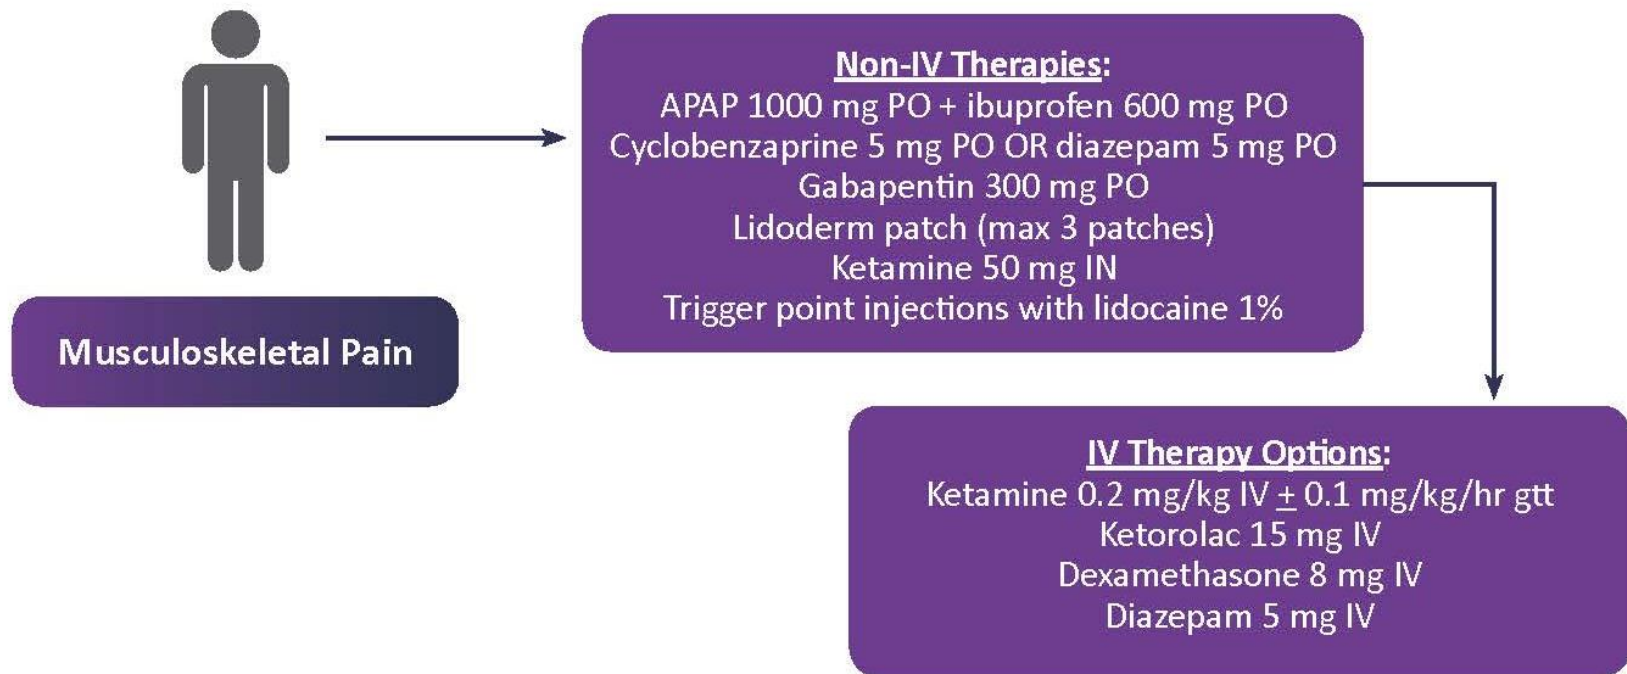 Musculoskeletal Pain
Non-IV Therapies:
APAP 1000 mg PO + ibuprofen 600 mg PO
Cyclobenzaprine 5 mg PO OR diazepam 5 mg PO
Gabapentin 300 mg PO
Lidoderm patch (max 3 patches)
Ketamine 50 mg IN
Trigger point injections with lidocaine 1%
IV Therapy Options:
Ketamine 0.2 mg/kg IV ± 0.1 mg/kg/hr gtt
Ketorolac 15 mg IV
Dexamethasone 8 mg IV
Diazepam 5 mg IV